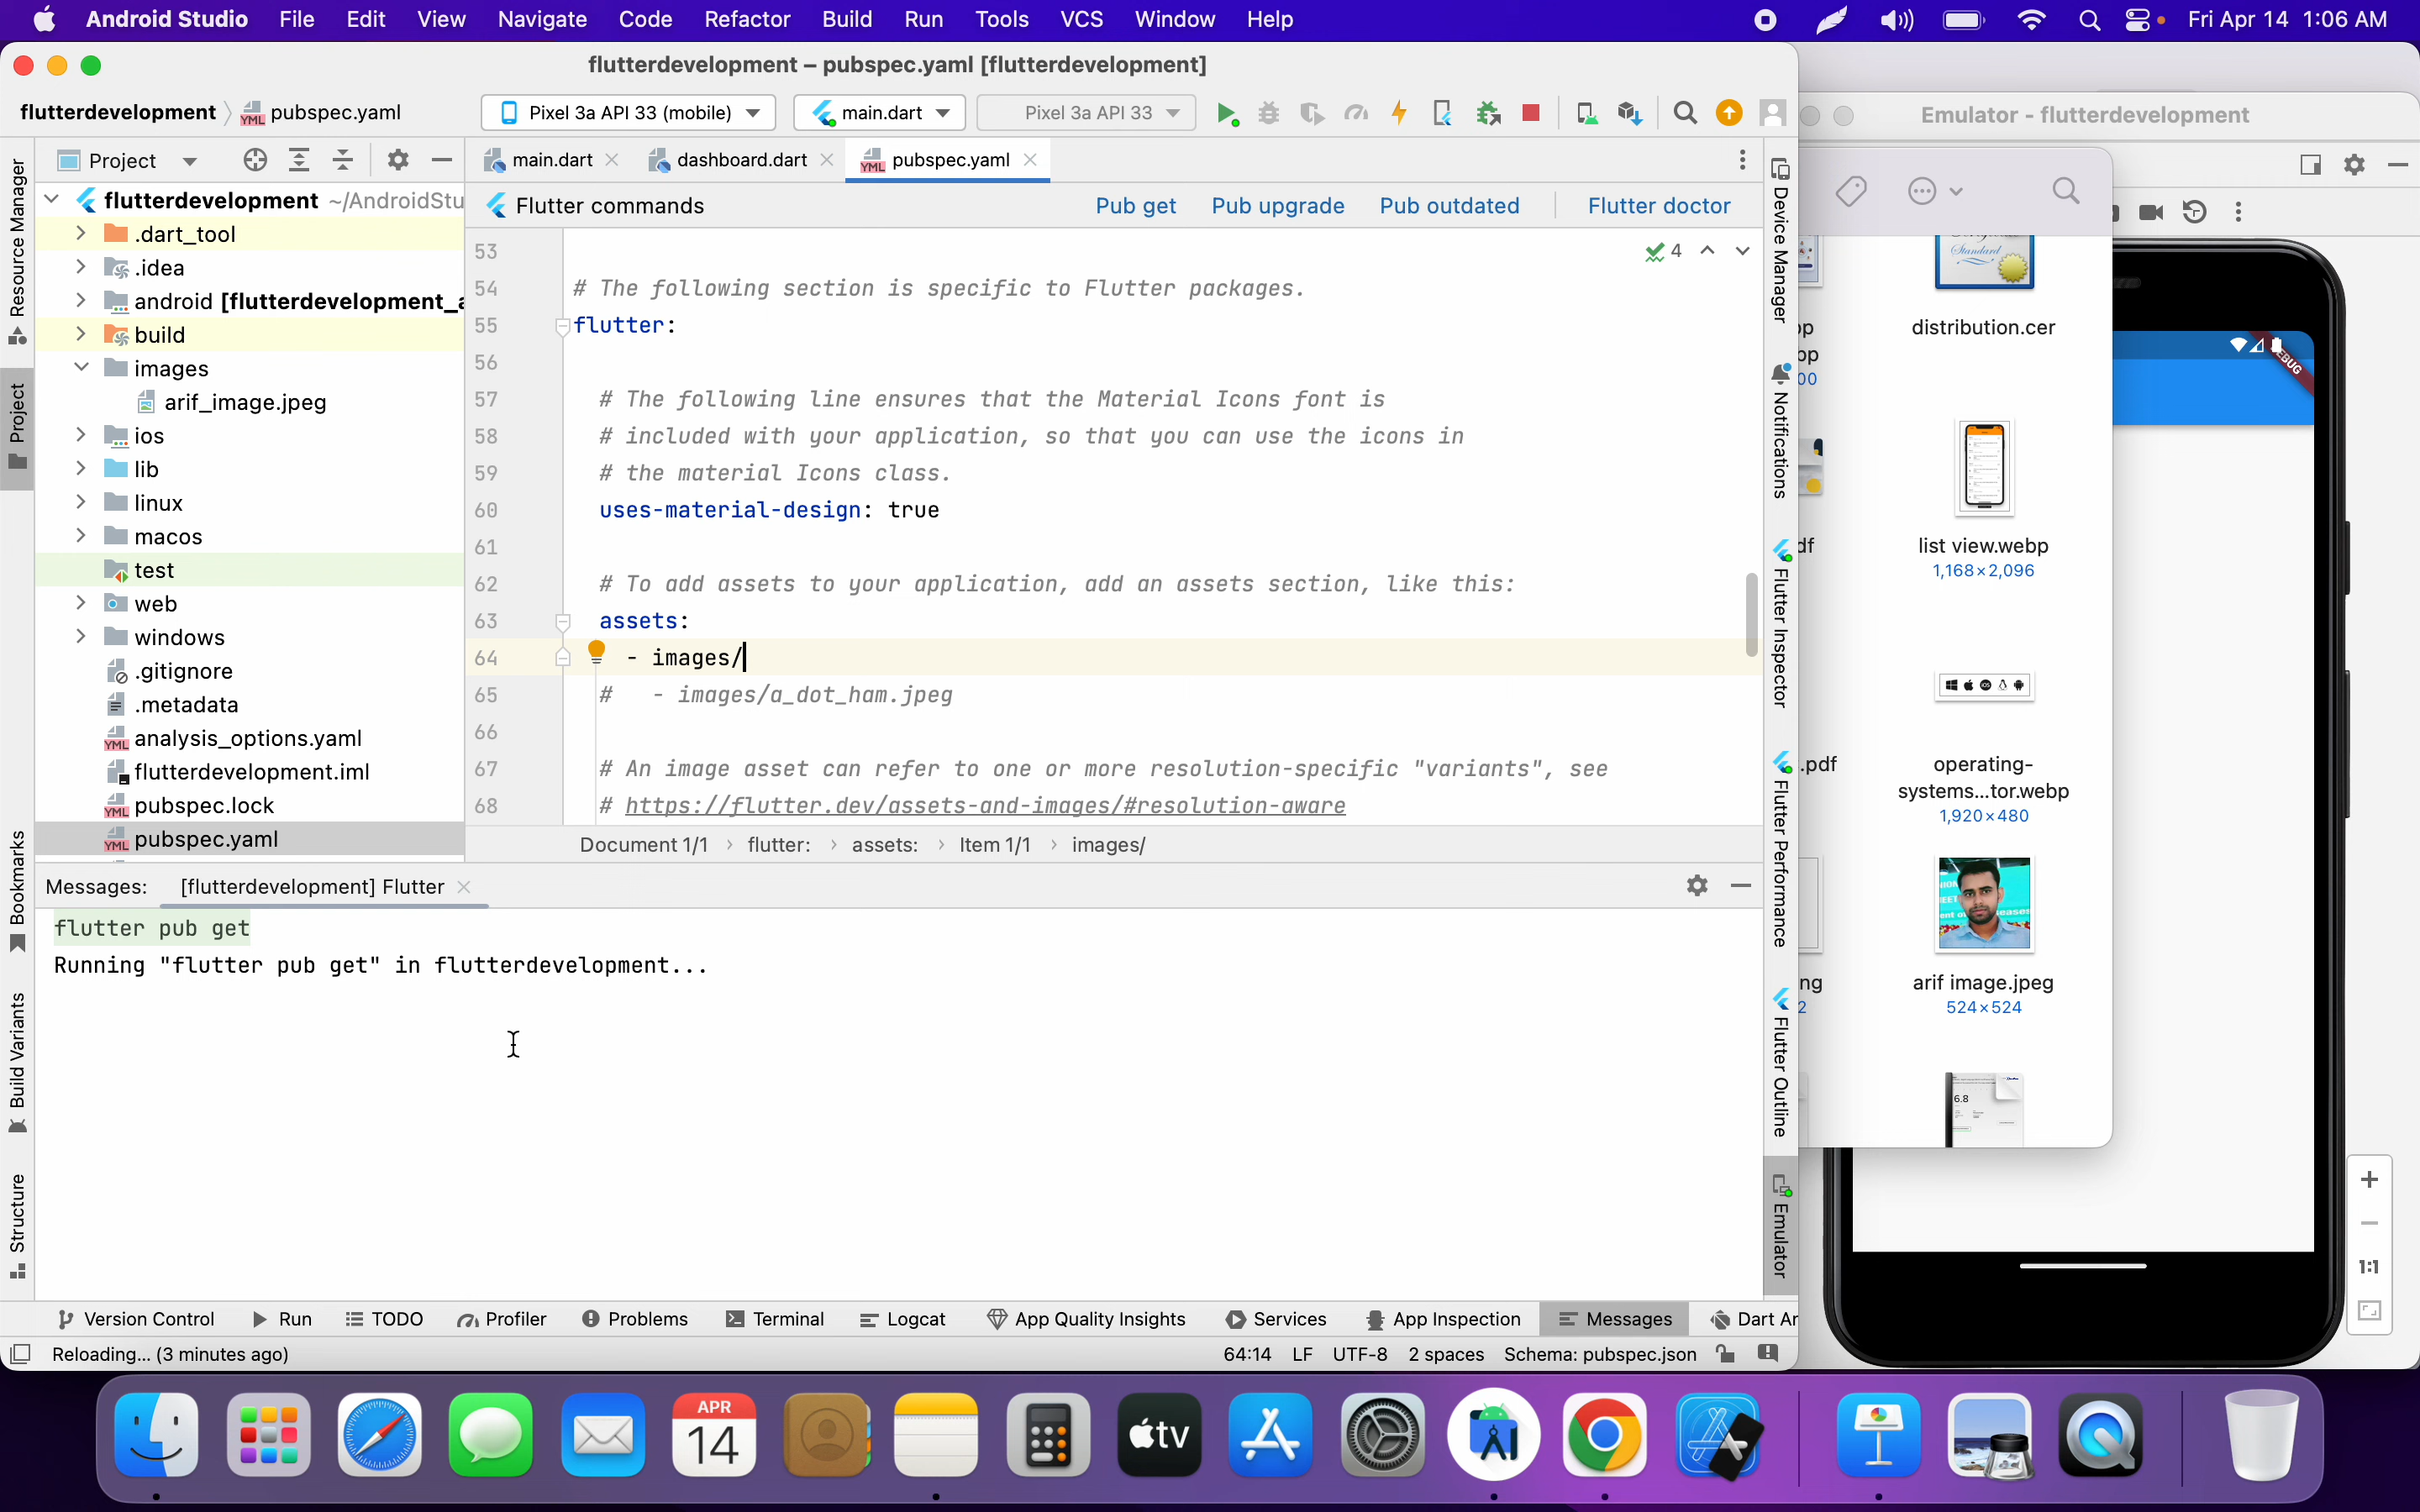 Android Studio File Edit View Navigate Code Refactor Build Run Tools VCS Window Help Fri Apr 14 1:06 AM
flutterdevelopment – pubspec.yaml [flutterdevelopment]
flutterdevelopment pubspec.yaml Pixel 3a API 33 (mobile) main.dart Pixel 3a API 33
Emulator - flutterdevelopment
Project
main.dart dashboard.dart pubspec.yaml
Flutter commands Pub get Pub upgrade Pub outdated Flutter doctor
Resource Manager
Project
Bookmarks
Build Variants
Structure
flutterdevelopment ~/AndroidStu
.dart_tool
.idea
android [flutterdevelopment_a
build
images
arif_image.jpeg
ios
lib
linux
macos
test
web
windows
.gitignore
.metadata
analysis_options.yaml
flutterdevelopment.iml
pubspec.lock
pubspec.yaml
4
53
54 # The following section is specific to Flutter packages.
55 flutter:
56
57 # The following line ensures that the Material Icons font is
58 # included with your application, so that you can use the icons in
59 # the material Icons class.
60 uses-material-design: true
61
62 # To add assets to your application, add an assets section, like this:
63 assets:
64 - images/
65 # - images/a_dot_ham.jpeg
66
67 # An image asset can refer to one or more resolution-specific "variants", see
68 # https://flutter.dev/assets-and-images/#resolution-aware
Document 1/1 flutter: assets: Item 1/1 images/
Messages: [flutterdevelopment] Flutter
flutter pub get
Running "flutter pub get" in flutterdevelopment...
Device Manager
Notifications
Flutter Inspector
Flutter Performance
Flutter Outline
Emulator
Standard
distribution.cer
list view.webp
1,168×2,096
operating-
systems...tor.webp
1,920×480
arif image.jpeg
524×524
6.8
.pdf
1:1
Version Control Run TODO Profiler Problems Terminal Logcat App Quality Insights Services App Inspection Messages Dart Ar
Reloading... (3 minutes ago) 64:14 LF UTF-8 2 spaces Schema: pubspec.json
APR
14
tv